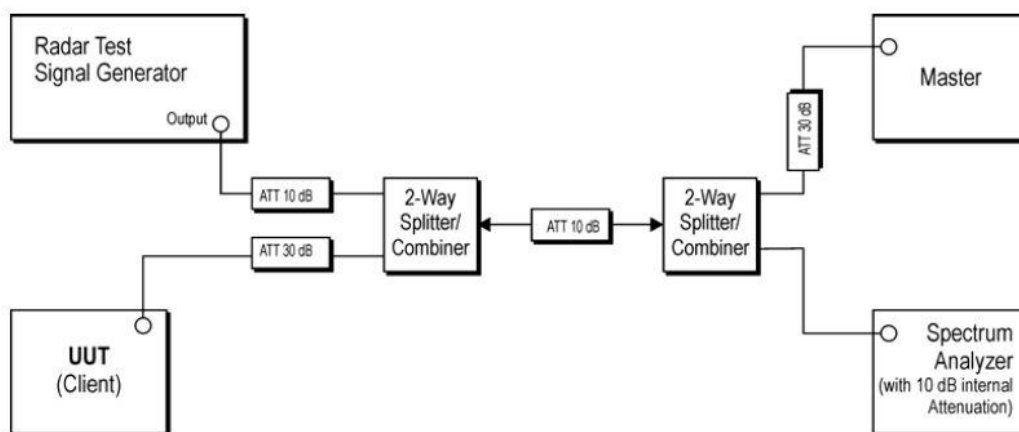 Radar Test
Signal Generator
Output
ATT 10 dB
ATT 30 dB
UUT
(Client)
2-Way
Splitter/
Combiner
ATT 10 dB
2-Way
Splitter/
Combiner
ATT 30 dB
Master
Spectrum
Analyzer
(with 10 dB internal
Attenuation)